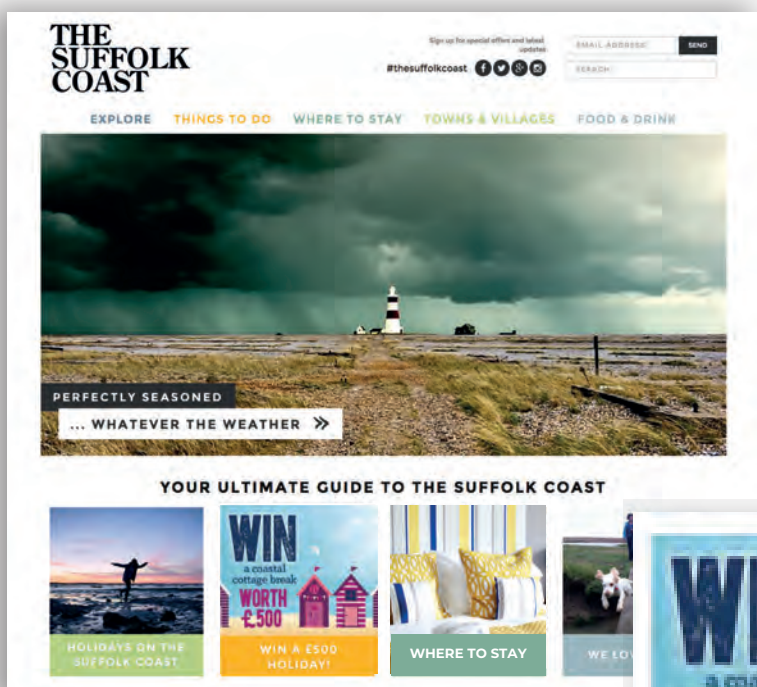 THE
SUFFOLK
COAST
Sign up for special offers and latest
updates
EMAIL ADDRESS
SEND
#thesuffolkcoast
SEARCH
EXPLORE THINGS TO DO WHERE TO STAY TOWNS & VILLAGES FOOD & DRINK
PERFECTLY SEASONED
... WHATEVER THE WEATHER »
YOUR ULTIMATE GUIDE TO THE SUFFOLK COAST
WIN
a coastal
cottage break
WORTH
£500
HOLIDAYS ON THE
SUFFOLK COAST
WIN A £500
HOLIDAY!
WHERE TO STAY
WE